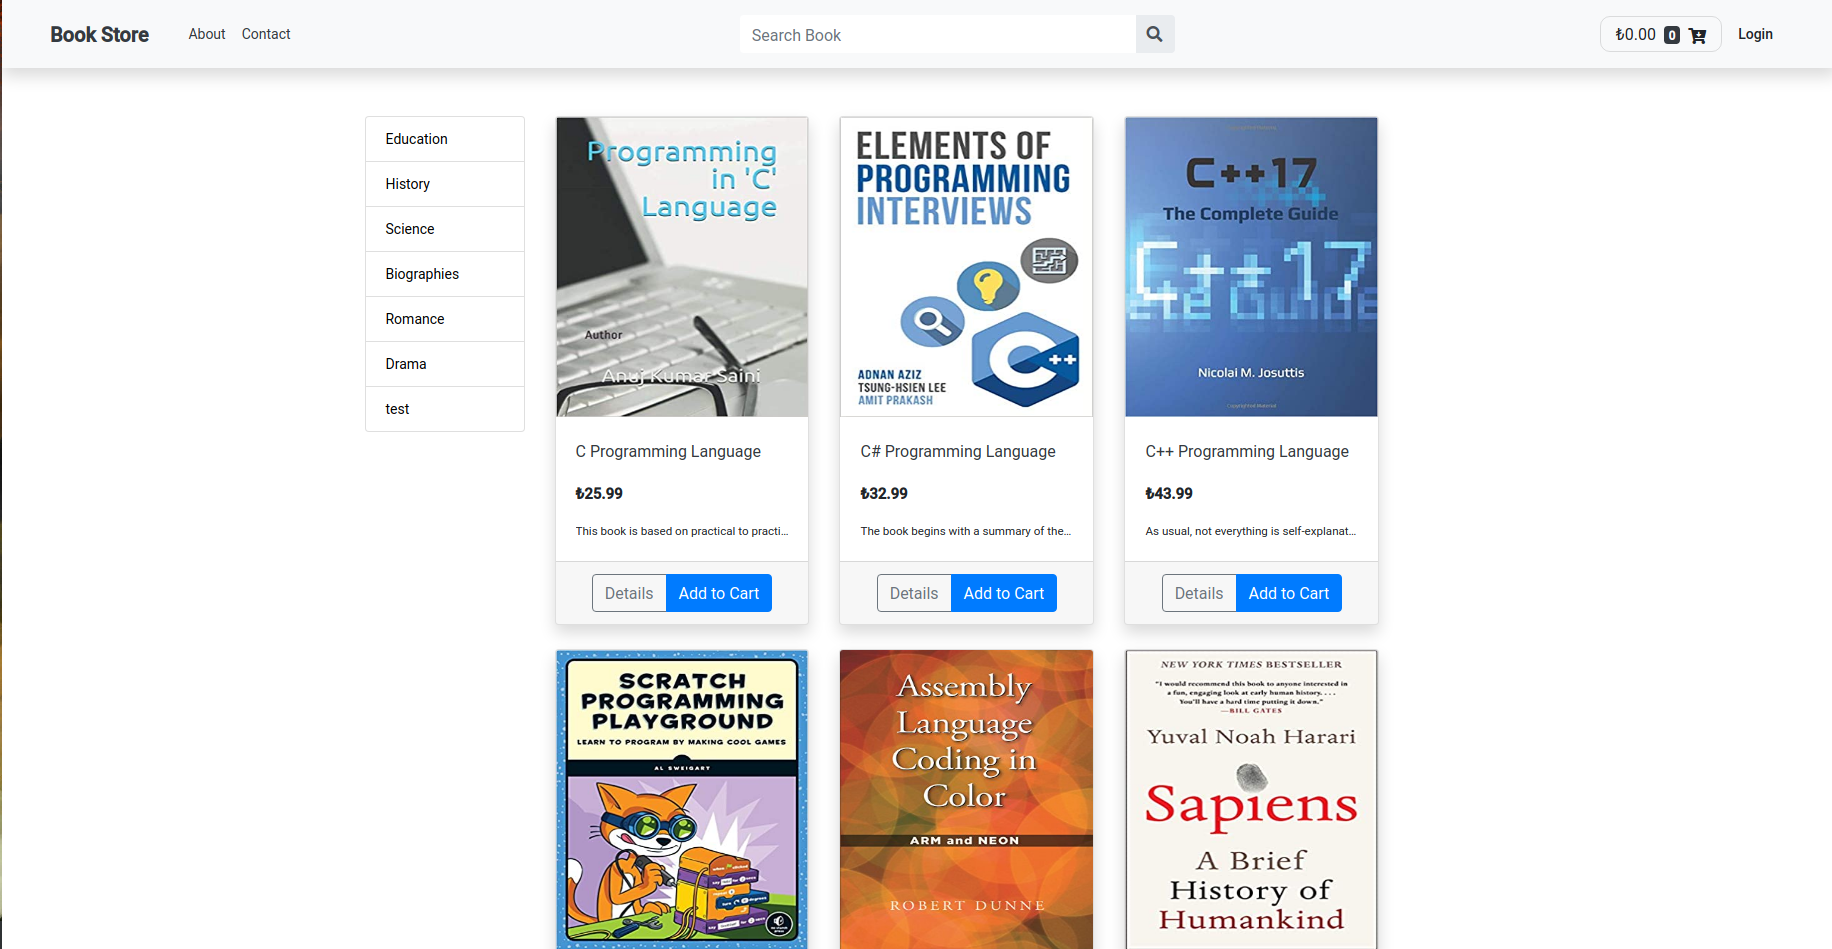 Book Store
About
Contact
Search Book
₺0.00 0
Login
Education
History
Science
Biographies
Romance
Drama
test
Programming
in 'C'
Language
Author
Anuj Kumar Saini
C Programming Language
₺25.99
This book is based on practical to practi...
Details
Add to Cart
ELEMENTS OF
PROGRAMMING
INTERVIEWS
C++
ADNAN AZIZ
TSUNG-HSIEN LEE
AMIT PRAKASH
C# Programming Language
₺32.99
The book begins with a summary of the...
Details
Add to Cart
C++17
The Complete Guide
C++17
Nicolai M. Josuttis
Copyrighted Material
C++ Programming Language
₺43.99
As usual, not everything is self-explanat...
Details
Add to Cart
SCRATCH
PROGRAMMING
PLAYGROUND
LEARN TO PROGRAM BY MAKING COOL GAMES
AL SWEIGART
Assembly
Language
Coding in
Color
ARM and NEON
ROBERT DUNNE
NEW YORK TIMES BESTSELLER
"I would recommend this book to anyone interested in
a fun, engaging look at early human history. . . .
You'll have a hard time putting it down."
—BILL GATES
Yuval Noah Harari
Sapiens
A Brief
History of
Humankind